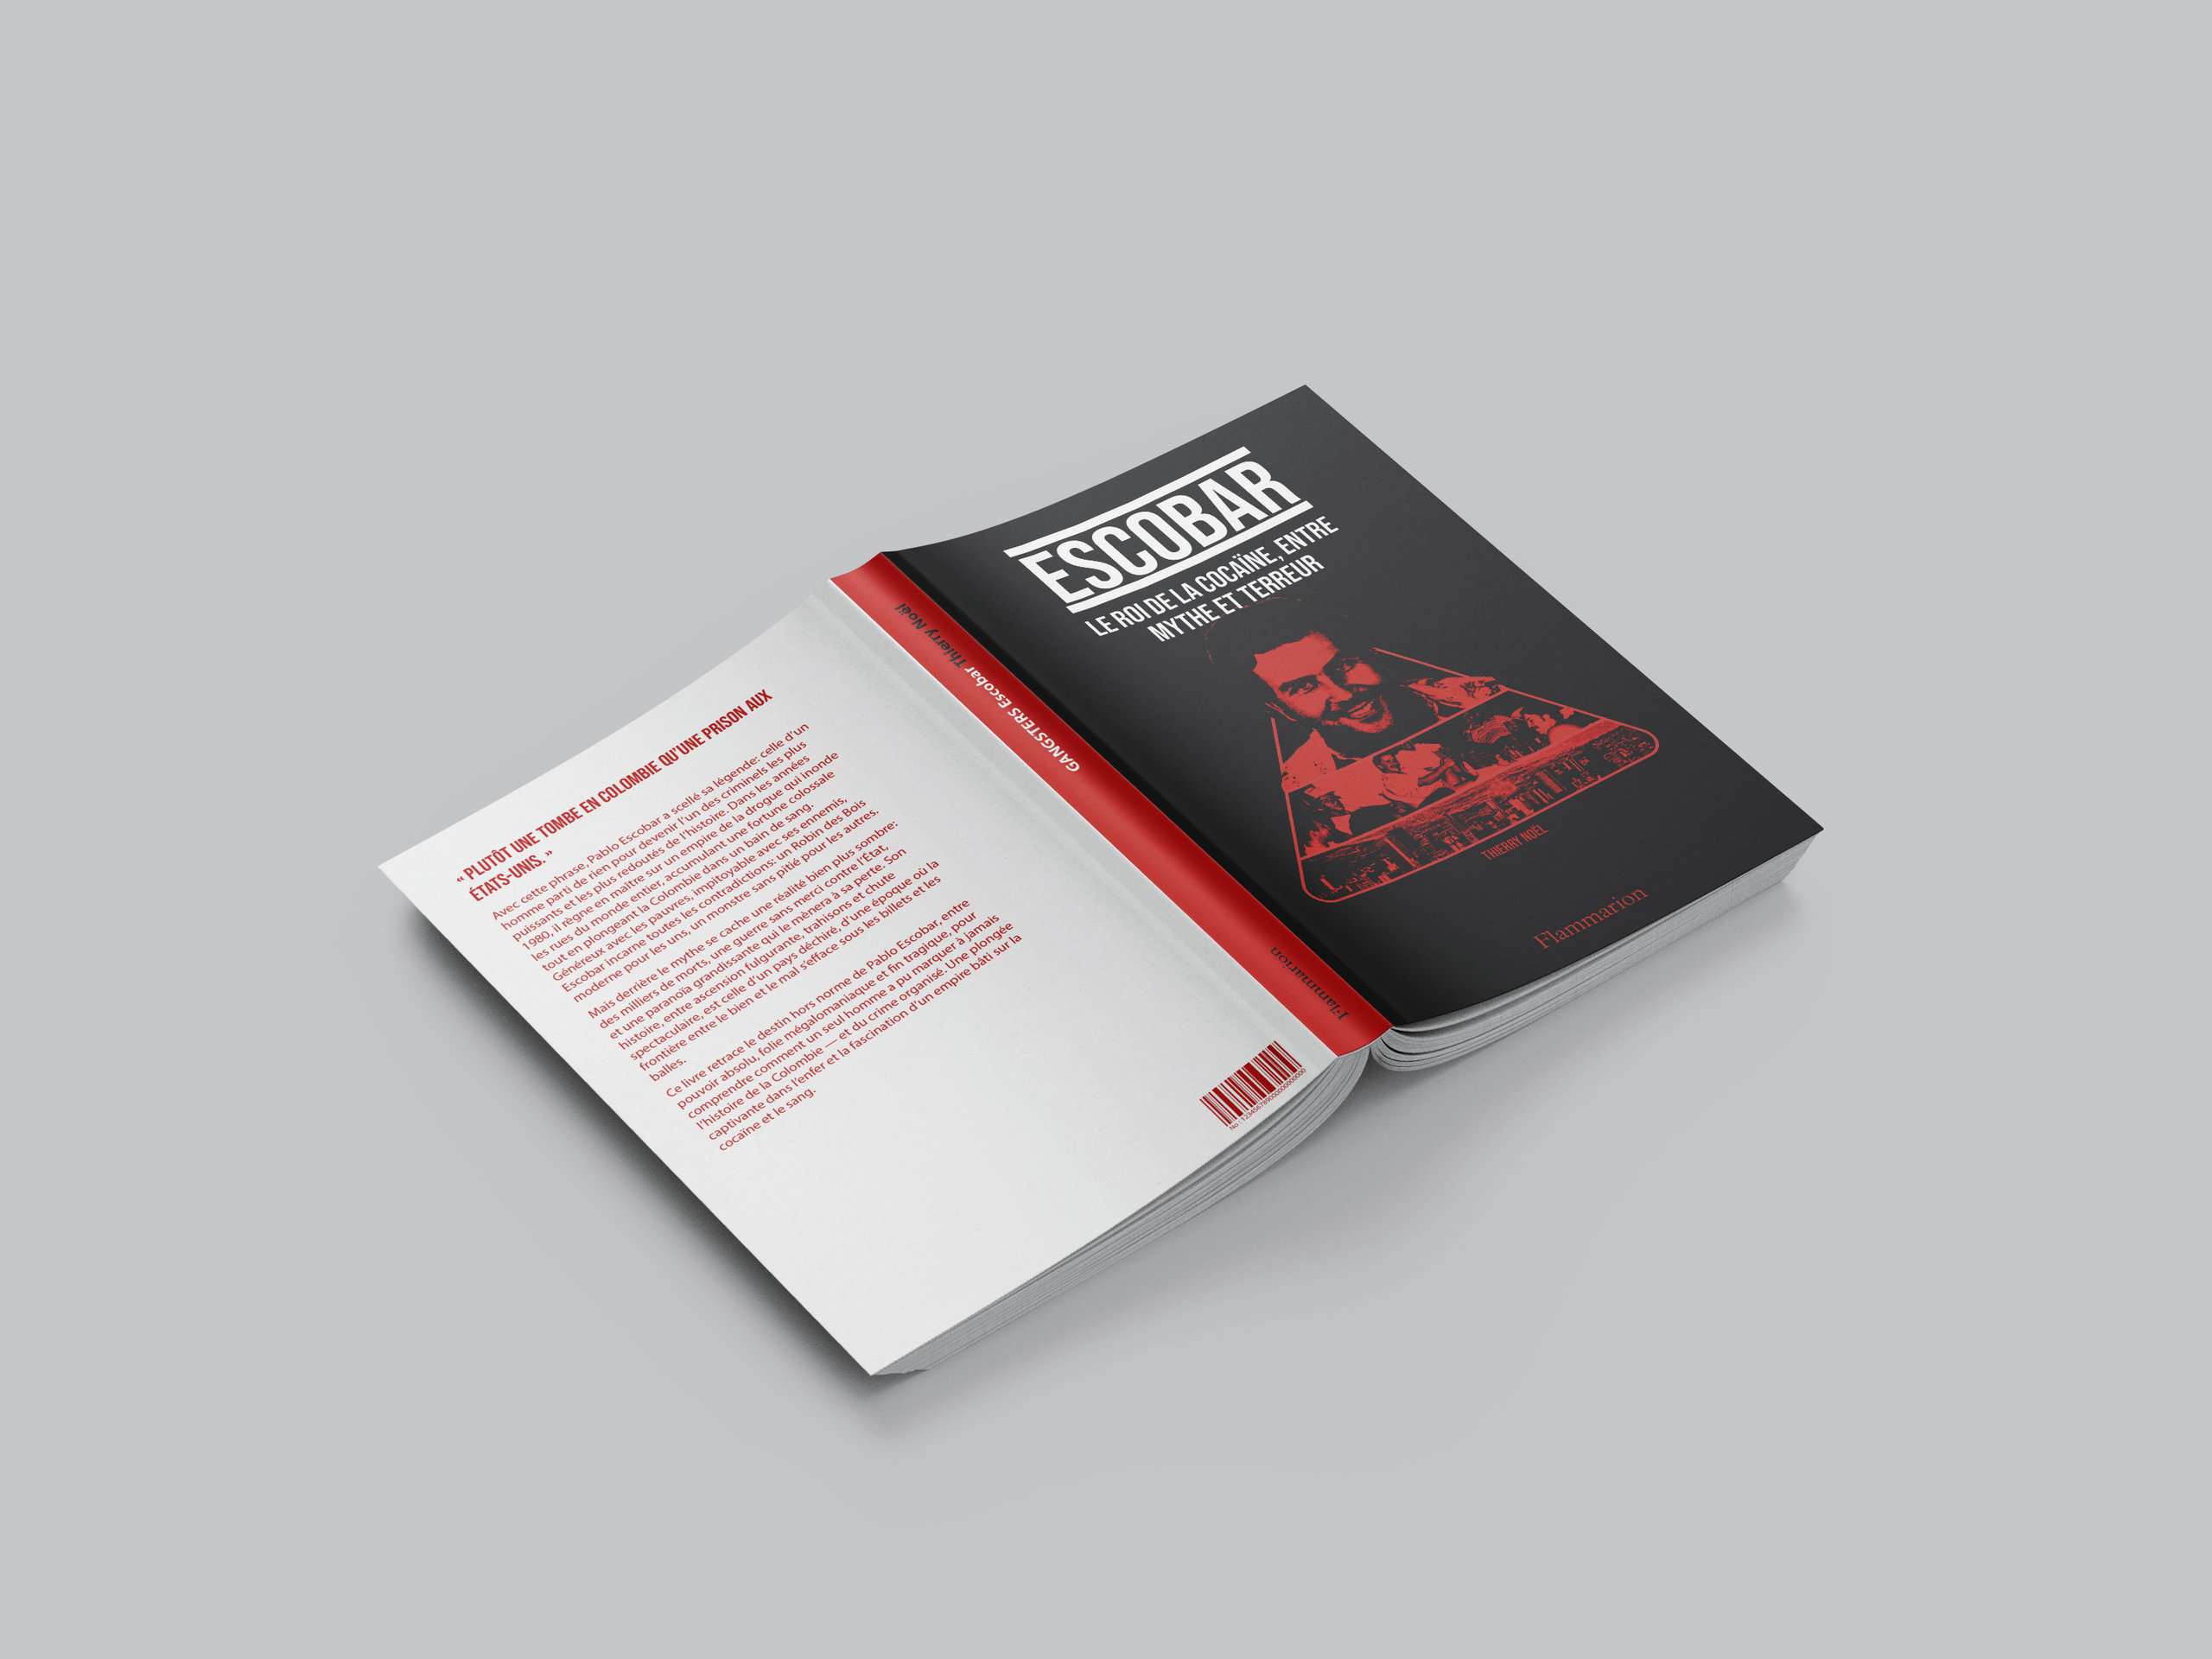 ESCOBAR
LE ROI DE LA COCAÏNE, ENTRE
MYTHE ET TERREUR
THIERRY NOËL
Flammarion
GANGSTERS Escobar Thierry Noël
Flammarion
« PLUTÔT UNE TOMBE EN COLOMBIE QU'UNE PRISON AUX
ÉTATS-UNIS. »
Avec cette phrase, Pablo Escobar a scellé sa légende: celle d'un
homme parti de rien pour devenir l'un des criminels les plus
puissants et les plus redoutés de l'histoire. Dans les années
1980, il règne en maître sur un empire de la drogue qui inonde
les rues du monde entier, accumulant une fortune colossale
tout en plongeant la Colombie dans un bain de sang.
Généreux avec les pauvres, impitoyable avec ses ennemis,
Escobar incarne toutes les contradictions: un Robin des Bois
moderne pour les uns, un monstre sans pitié pour les autres.
Mais derrière le mythe se cache une réalité bien plus sombre:
des milliers de morts, une guerre sans merci contre l'État,
et une paranoïa grandissante qui le mènera à sa perte. Son
histoire, entre ascension fulgurante, trahisons et chute
spectaculaire, est celle d'un pays déchiré, d'une époque où la
frontière entre le bien et le mal s'efface sous les billets et les
balles.
Ce livre retrace le destin hors norme de Pablo Escobar, entre
pouvoir absolu, folie mégalomaniaque et fin tragique, pour
comprendre comment un seul homme a pu marquer à jamais
l'histoire de la Colombie — et du crime organisé. Une plongée
captivante dans l'enfer et la fascination d'un empire bâti sur la
cocaïne et le sang.